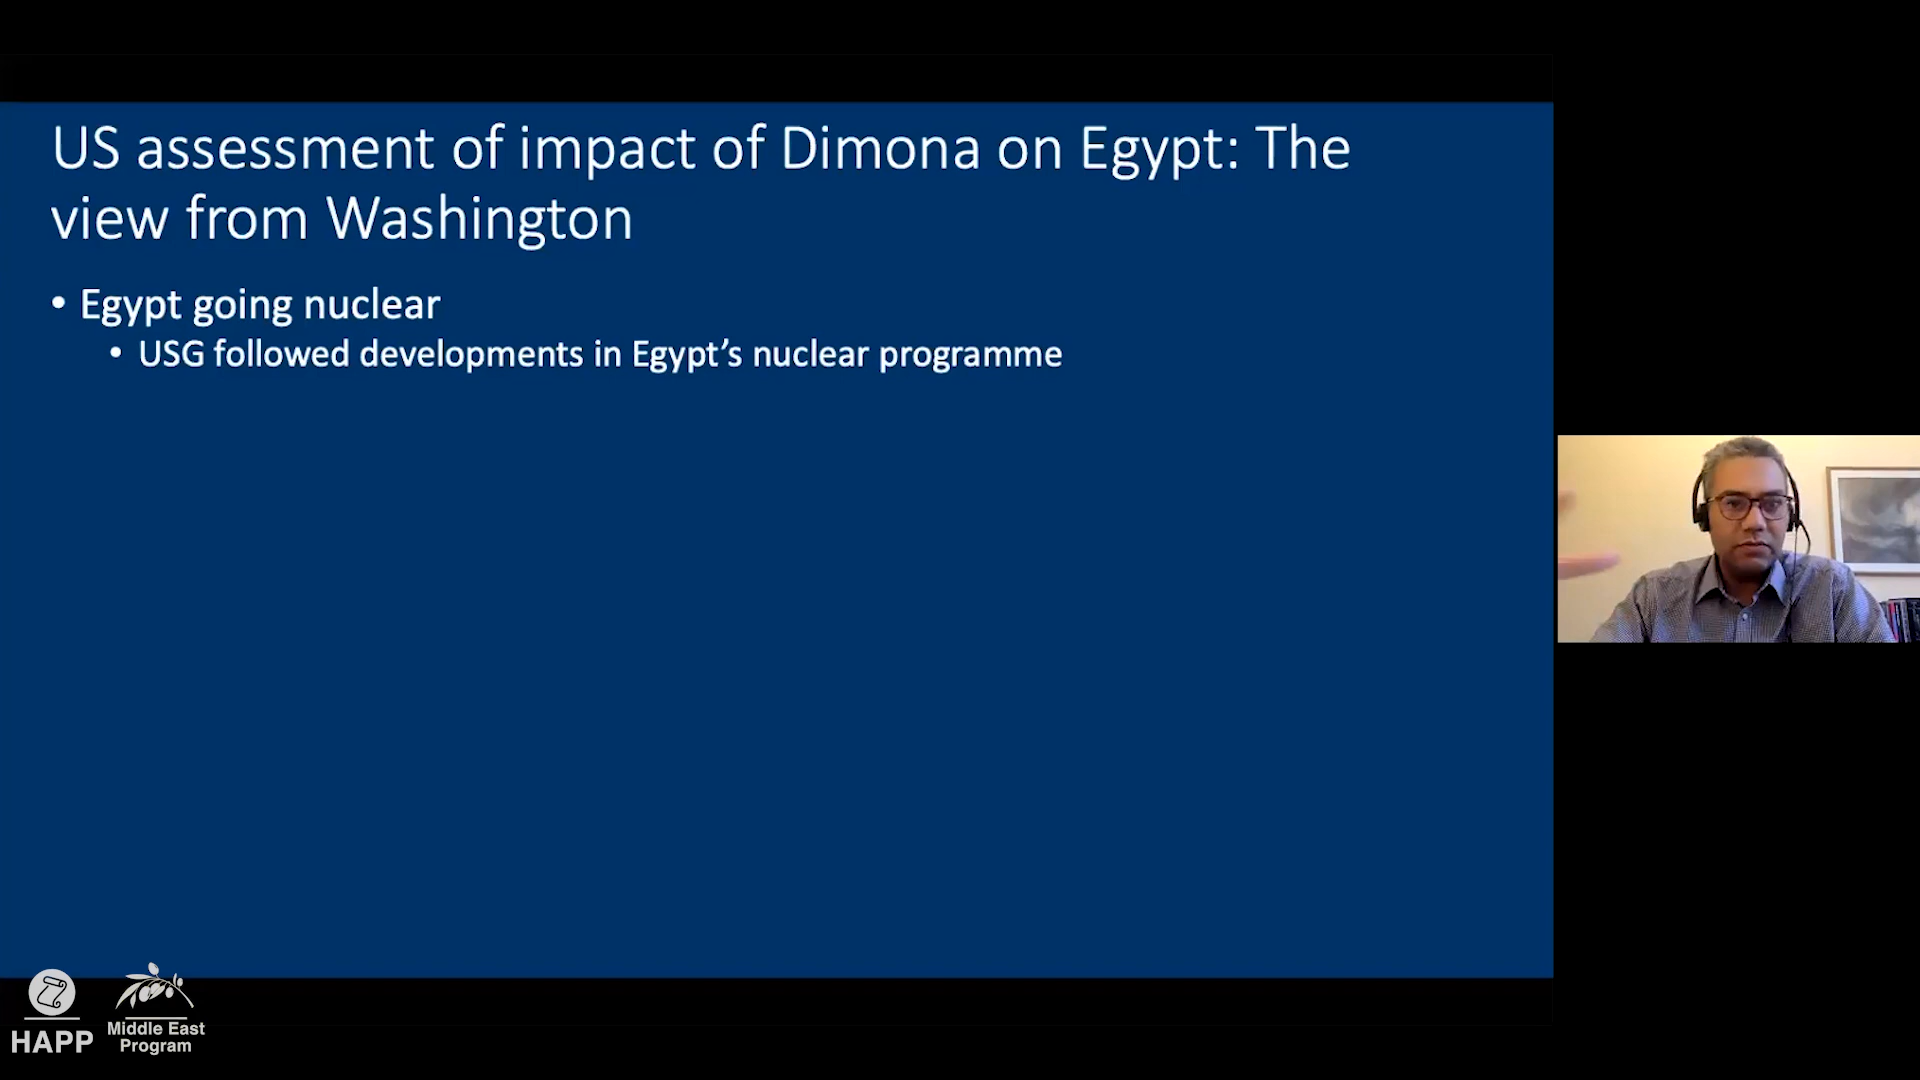 US assessment of impact of Dimona on Egypt: The
view from Washington
• Egypt going nuclear
• USG followed developments in Egypt’s nuclear programme
HAPP
Middle East
Program